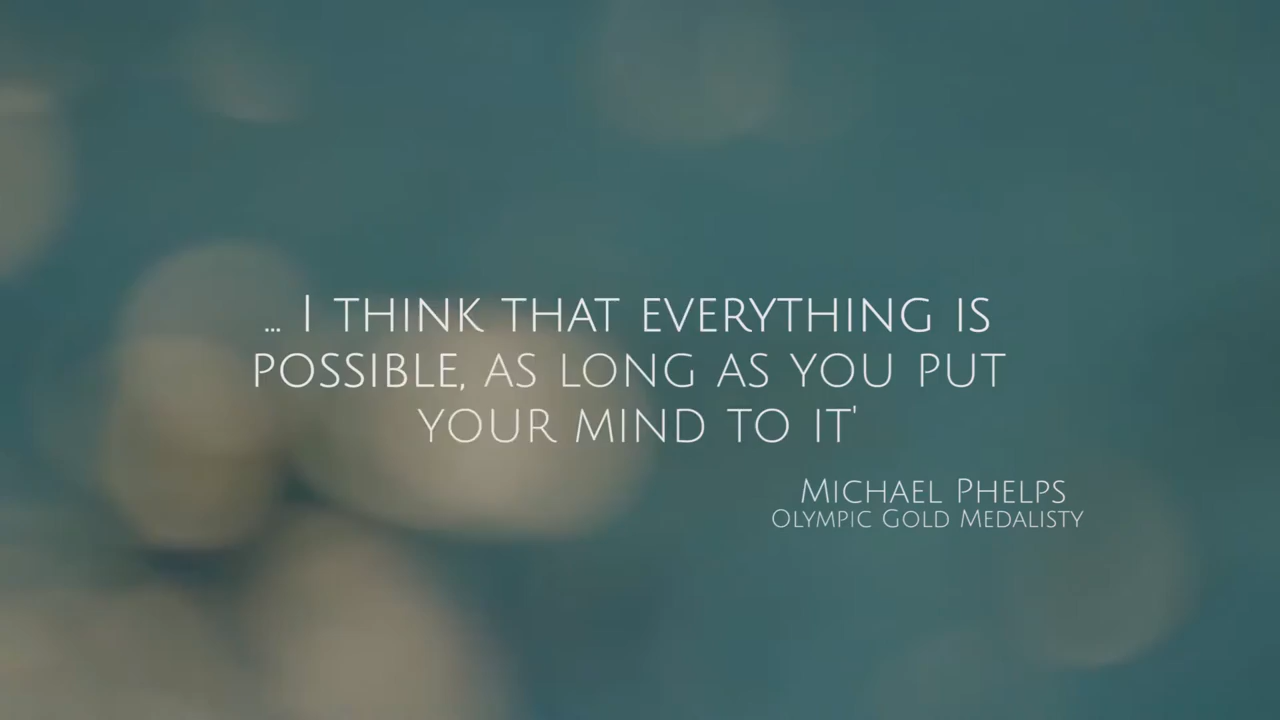 ... I THINK THAT EVERYTHING IS
POSSIBLE, AS LONG AS YOU PUT
YOUR MIND TO IT'
MICHAEL PHELPS
OLYMPIC GOLD MEDALISTY